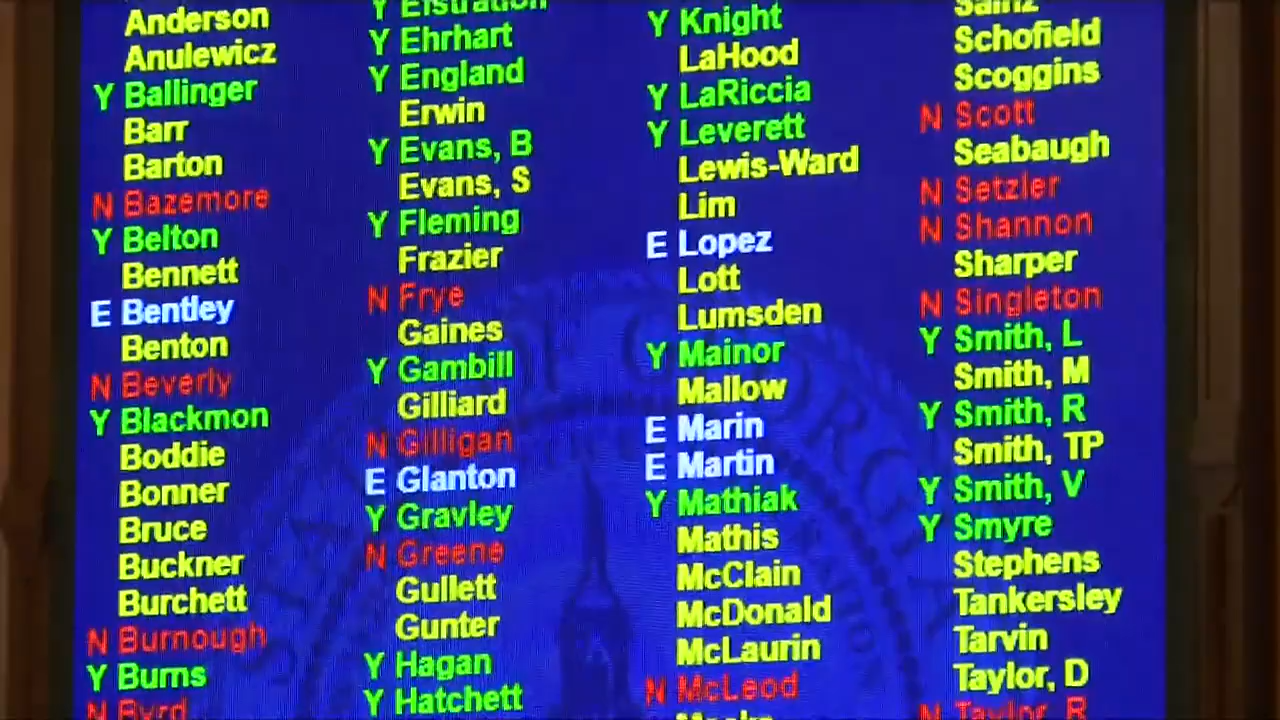 Anderson
Anulewicz
Y Ballinger
Barr
Barton
N Bazemore
Y Belton
Bennett
E Bentley
Benton
N Beverly
Y Blackmon
Boddie
Bonner
Bruce
Buckner
Burchett
N Burnough
Y Burns
N Byrd
Y Efstration
Y Ehrhart
Y England
Erwin
Y Evans, B
Evans, S
Y Fleming
Frazier
N Frye
Gaines
Y Gambill
Gilliard
N Gilligan
E Glanton
Y Gravley
N Greene
Gullett
Gunter
Y Hagan
Y Hatchett
Y Knight
LaHood
Y LaRiccia
Y Leverett
Lewis-Ward
Lim
E Lopez
Lott
Lumsden
Y Mainor
Mallow
E Marin
E Martin
Y Mathiak
Mathis
McClain
McDonald
McLaurin
N McLeod
Sainz
Schofield
Scoggins
N Scott
Seabaugh
N Setzler
N Shannon
Sharper
N Singleton
Y Smith, L
Smith, M
Y Smith, R
Smith, TP
Y Smith, V
Y Smyre
Stephens
Tankersley
Tarvin
Taylor, D
N Taylor, R